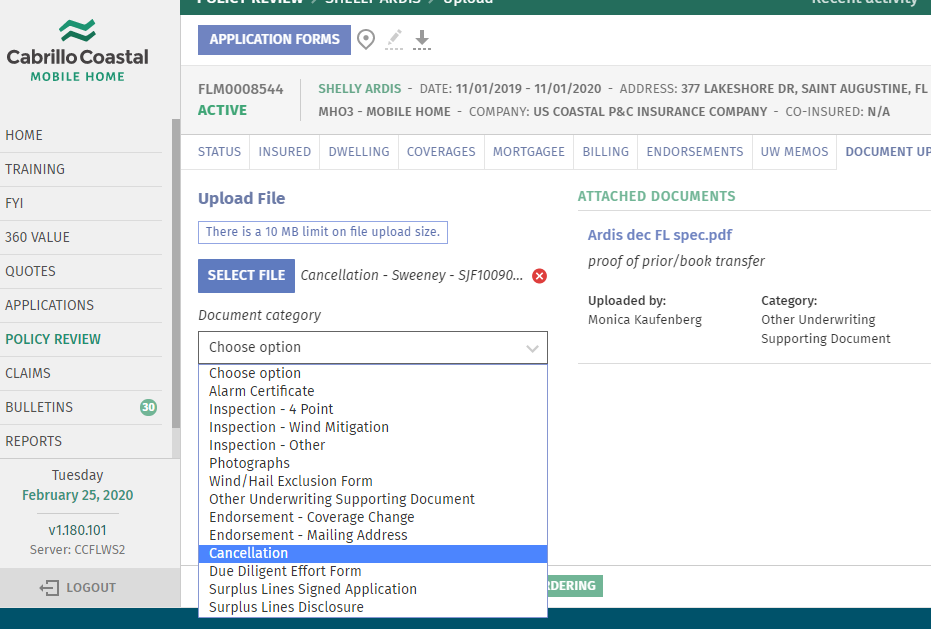 POLICY REVIEW / SHELLY ARDIS / Upload
Recent activity
Cabrillo Coastal
MOBILE HOME
HOME
TRAINING
FYI
360 VALUE
QUOTES
APPLICATIONS
POLICY REVIEW
CLAIMS
BULLETINS 30
REPORTS
Tuesday
February 25, 2020
v1.180.101
Server: CCFLWS2
LOGOUT
APPLICATION FORMS
FLM0008544
ACTIVE
SHELLY ARDIS - DATE: 11/01/2019 - 11/01/2020 - ADDRESS: 377 LAKESHORE DR, SAINT AUGUSTINE, FL
MHO3 - MOBILE HOME - COMPANY: US COASTAL P&C INSURANCE COMPANY - CO-INSURED: N/A
STATUS INSURED DWELLING COVERAGES MORTGAGEE BILLING ENDORSEMENTS UW MEMOS DOCUMENT UP
Upload File
There is a 10 MB limit on file upload size.
SELECT FILE Cancellation - Sweeney - SJF10090...
Document category
Choose option
Choose option
Alarm Certificate
Inspection - 4 Point
Inspection - Wind Mitigation
Inspection - Other
Photographs
Wind/Hail Exclusion Form
Other Underwriting Supporting Document
Endorsement - Coverage Change
Endorsement - Mailing Address
Cancellation
Due Diligent Effort Form
Surplus Lines Signed Application
Surplus Lines Disclosure
RDERING
ATTACHED DOCUMENTS
Ardis dec FL spec.pdf
proof of prior/book transfer
Uploaded by:
Monica Kaufenberg
Category:
Other Underwriting
Supporting Document